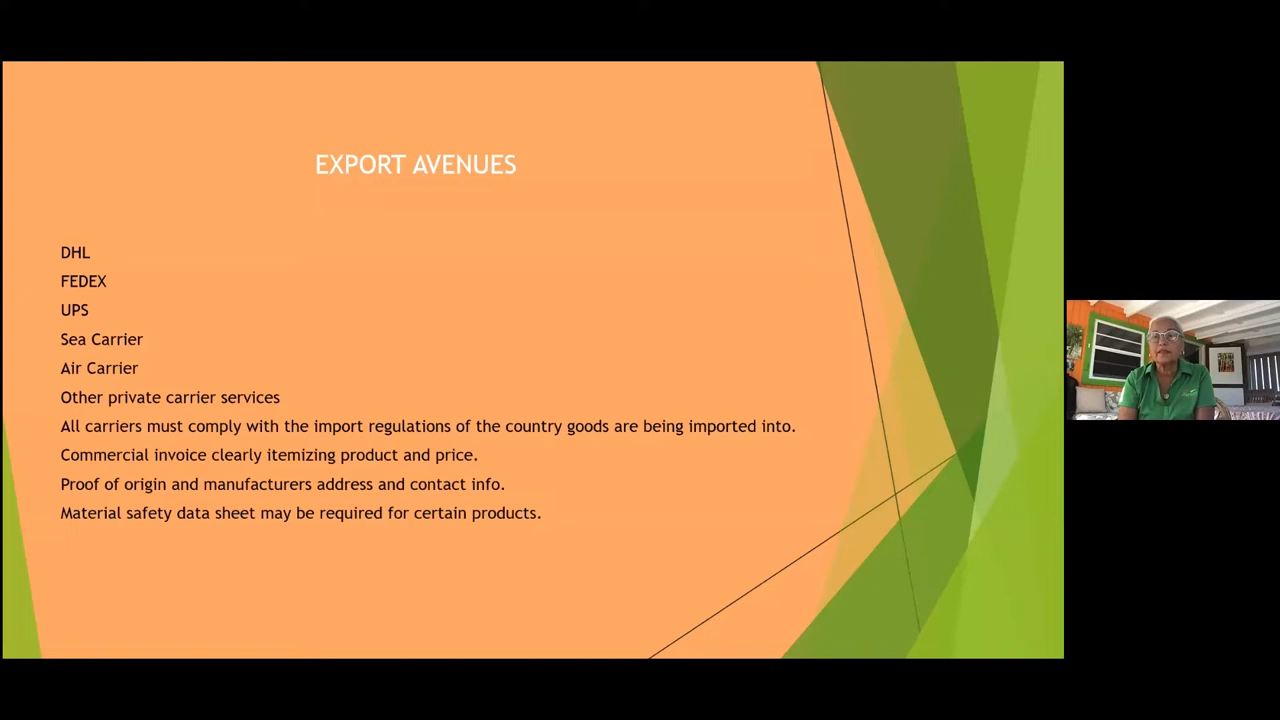 EXPORT AVENUES
DHL
FEDEX
UPS
Sea Carrier
Air Carrier
Other private carrier services
All carriers must comply with the import regulations of the country goods are being imported into.
Commercial invoice clearly itemizing product and price.
Proof of origin and manufacturers address and contact info.
Material safety data sheet may be required for certain products.